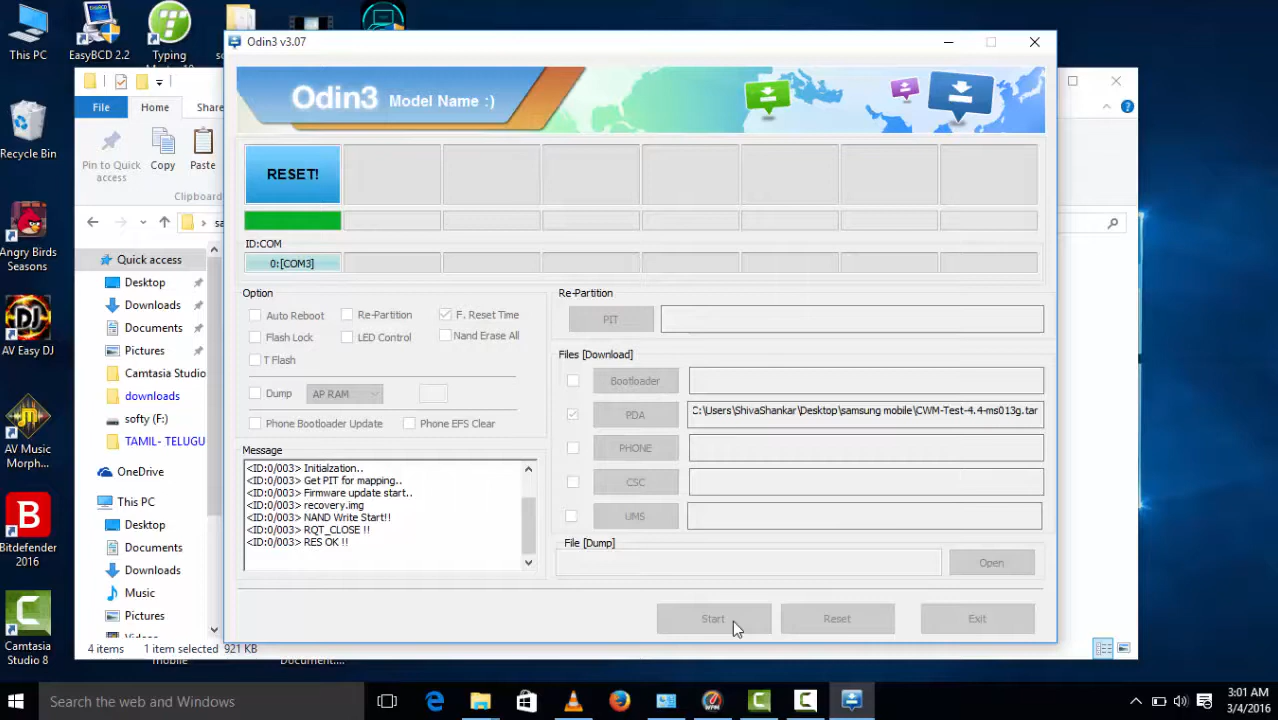 This PC
EasyBCD 2.2
Typing
Recycle Bin
Angry Birds
Seasons
AV Easy DJ
AV Music
Morph...
Bitdefender
2016
Camtasia
Studio 8
File
Home
Share
Pin to Quick
access
Copy
Paste
Clipboard
Quick access
Desktop
Downloads
Documents
Pictures
Camtasia Studio
downloads
softy (F:)
TAMIL- TELUGU
OneDrive
This PC
Desktop
Documents
Downloads
Music
Pictures
Videos
4 items
1 item selected 921 KB
mobile
Document....
Odin3 v3.07
Odin3 Model Name :)
RESET!
ID:COM
0:[COM3]
Option
Auto Reboot
Re-Partition
F. Reset Time
Flash Lock
LED Control
Nand Erase All
T Flash
Dump
AP RAM
Phone Bootloader Update
Phone EFS Clear
Message
<ID:0/003> Initialzation..
<ID:0/003> Get PIT for mapping..
<ID:0/003> Firmware update start..
<ID:0/003> recovery.img
<ID:0/003> NAND Write Start!!
<ID:0/003> RQT_CLOSE !!
<ID:0/003> RES OK !!
Re-Partition
PIT
Files [Download]
Bootloader
PDA
C:\Users\ShivaShankar\Desktop\samsung mobile\CWM-Test-4.4-ms013g.tar
PHONE
CSC
UMS
File [Dump]
Open
Start
Reset
Exit
Search the web and Windows
3:01 AM
3/4/2016